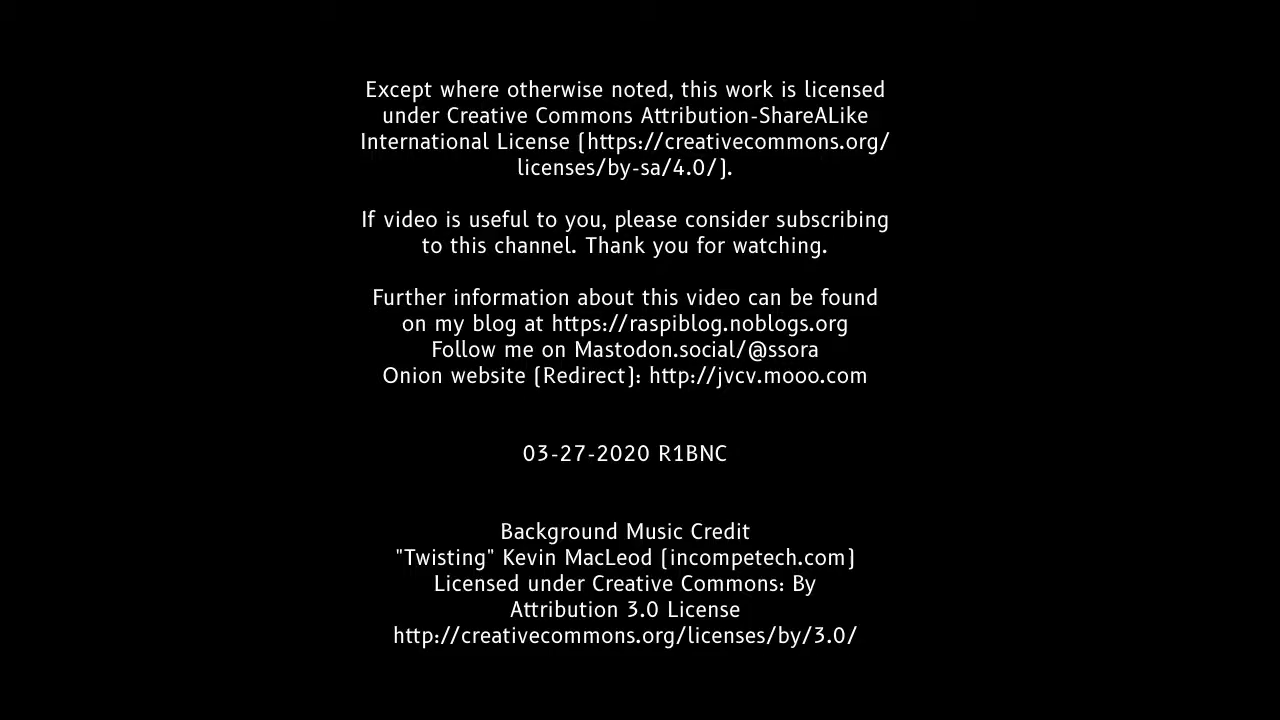 Except where otherwise noted, this work is licensed
under Creative Commons Attribution-ShareALike
International License (https://creativecommons.org/
licenses/by-sa/4.0/).
If video is useful to you, please consider subscribing
to this channel. Thank you for watching.
Further information about this video can be found
on my blog at https://raspiblog.noblogs.org
Follow me on Mastodon.social/@ssora
Onion website (Redirect): http://jvcv.mooo.com
03-27-2020 R1BNC
Background Music Credit
"Twisting" Kevin MacLeod (incompetech.com)
Licensed under Creative Commons: By
Attribution 3.0 License
http://creativecommons.org/licenses/by/3.0/